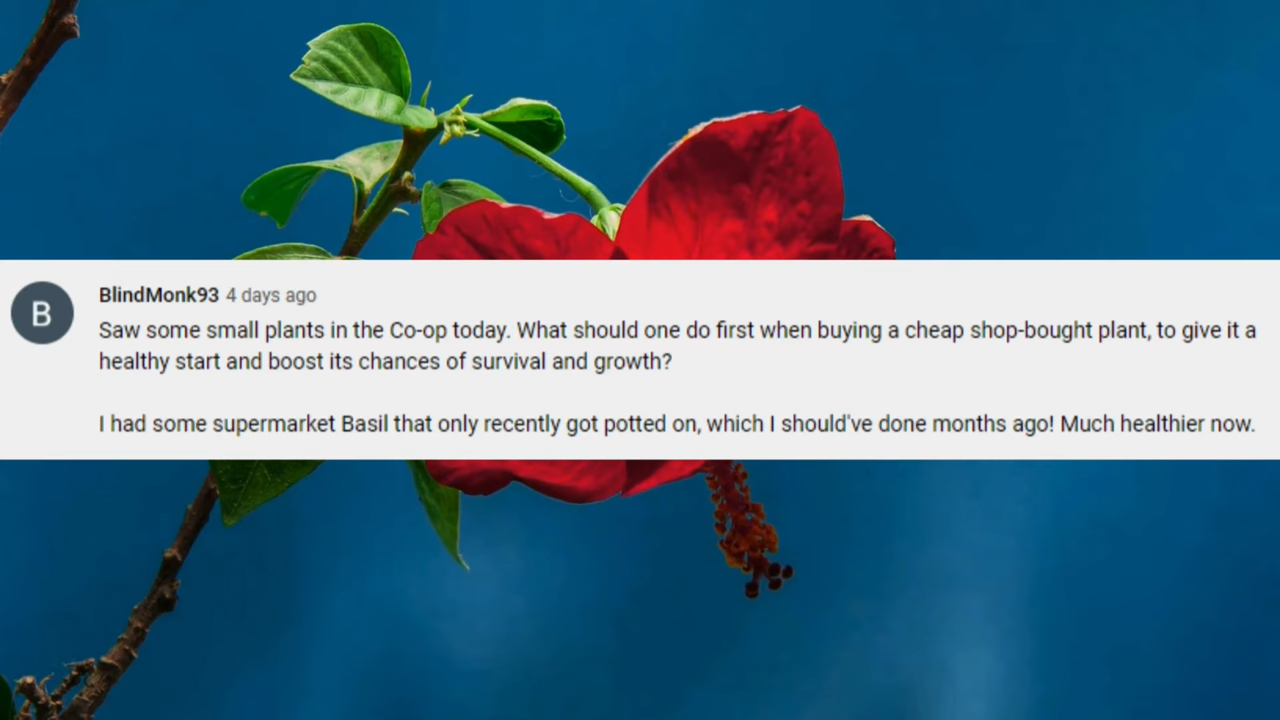 B
BlindMonk93 4 days ago
Saw some small plants in the Co-op today. What should one do first when buying a cheap shop-bought plant, to give it a
healthy start and boost its chances of survival and growth?
I had some supermarket Basil that only recently got potted on, which I should've done months ago! Much healthier now.